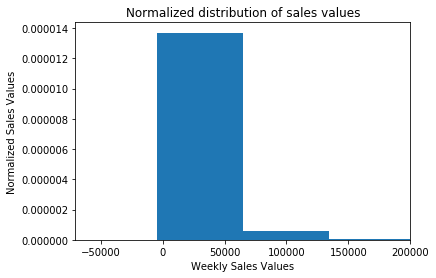 Normalized distribution of sales values
0.000014
0.000012
0.000010
0.000008
0.000006
0.000004
0.000002
0.000000
Normalized Sales Values
−50000 0 50000 100000 150000 200000
Weekly Sales Values